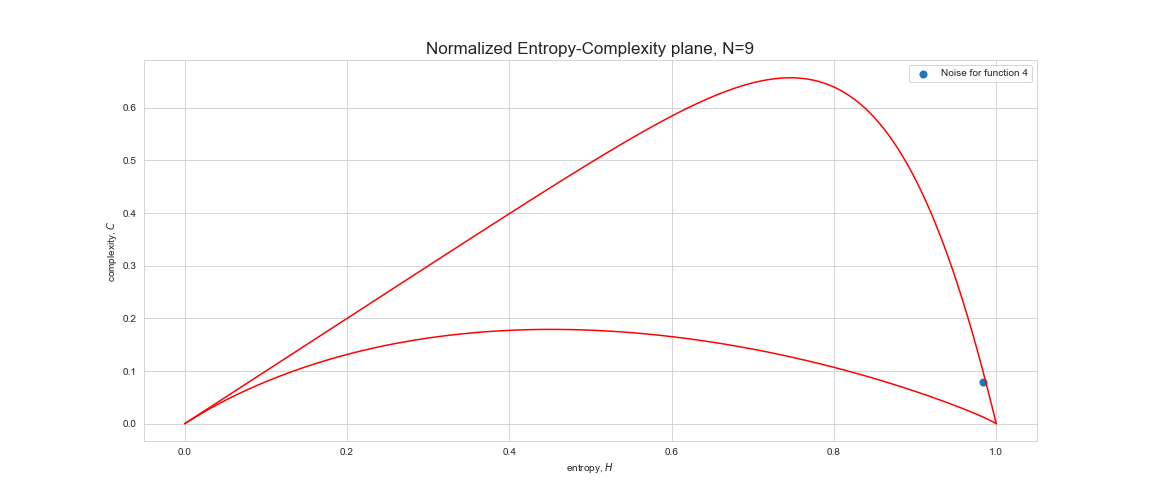 Normalized Entropy-Complexity plane, N=9
Noise for function 4
complexity, C
0.6
0.5
0.4
0.3
0.2
0.1
0.0
0.0 0.2 0.4 0.6 0.8 1.0
entropy, H